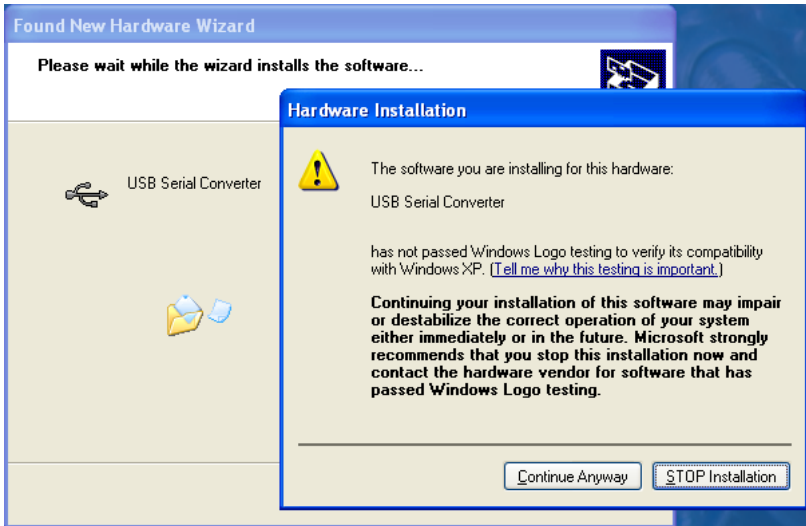 Found New Hardware Wizard
Please wait while the wizard installs the software...
Hardware Installation
USB Serial Converter
The software you are installing for this hardware:
USB Serial Converter
has not passed Windows Logo testing to verify its compatibility
with Windows XP. (Tell me why this testing is important.)
Continuing your installation of this software may impair
or destabilize the correct operation of your system
either immediately or in the future. Microsoft strongly
recommends that you stop this installation now and
contact the hardware vendor for software that has
passed Windows Logo testing.
Continue Anyway
STOP Installation